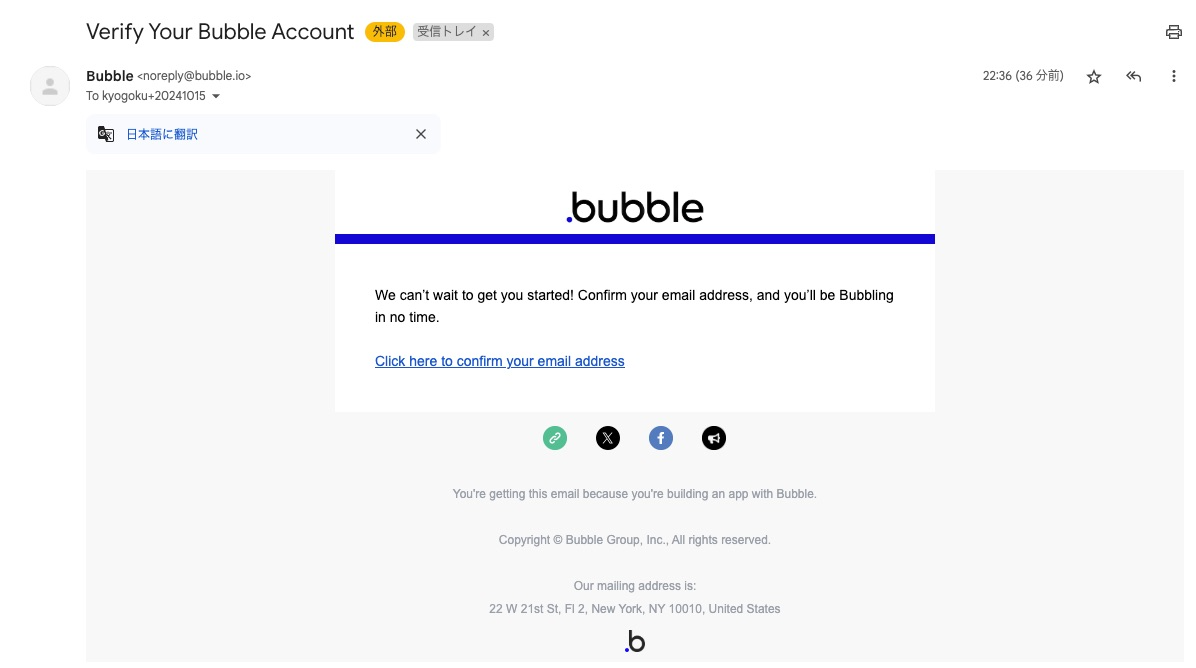 Verify Your Bubble Account 外部 受信トレイ ×
Bubble <noreply@bubble.io> 22:36 (36 分前)
To kyogoku+20241015
日本語に翻訳
.bubble
We can’t wait to get you started! Confirm your email address, and you’ll be Bubbling
in no time.
Click here to confirm your email address
You're getting this email because you're building an app with Bubble.
Copyright © Bubble Group, Inc., All rights reserved.
Our mailing address is:
22 W 21st St, Fl 2, New York, NY 10010, United States
.b